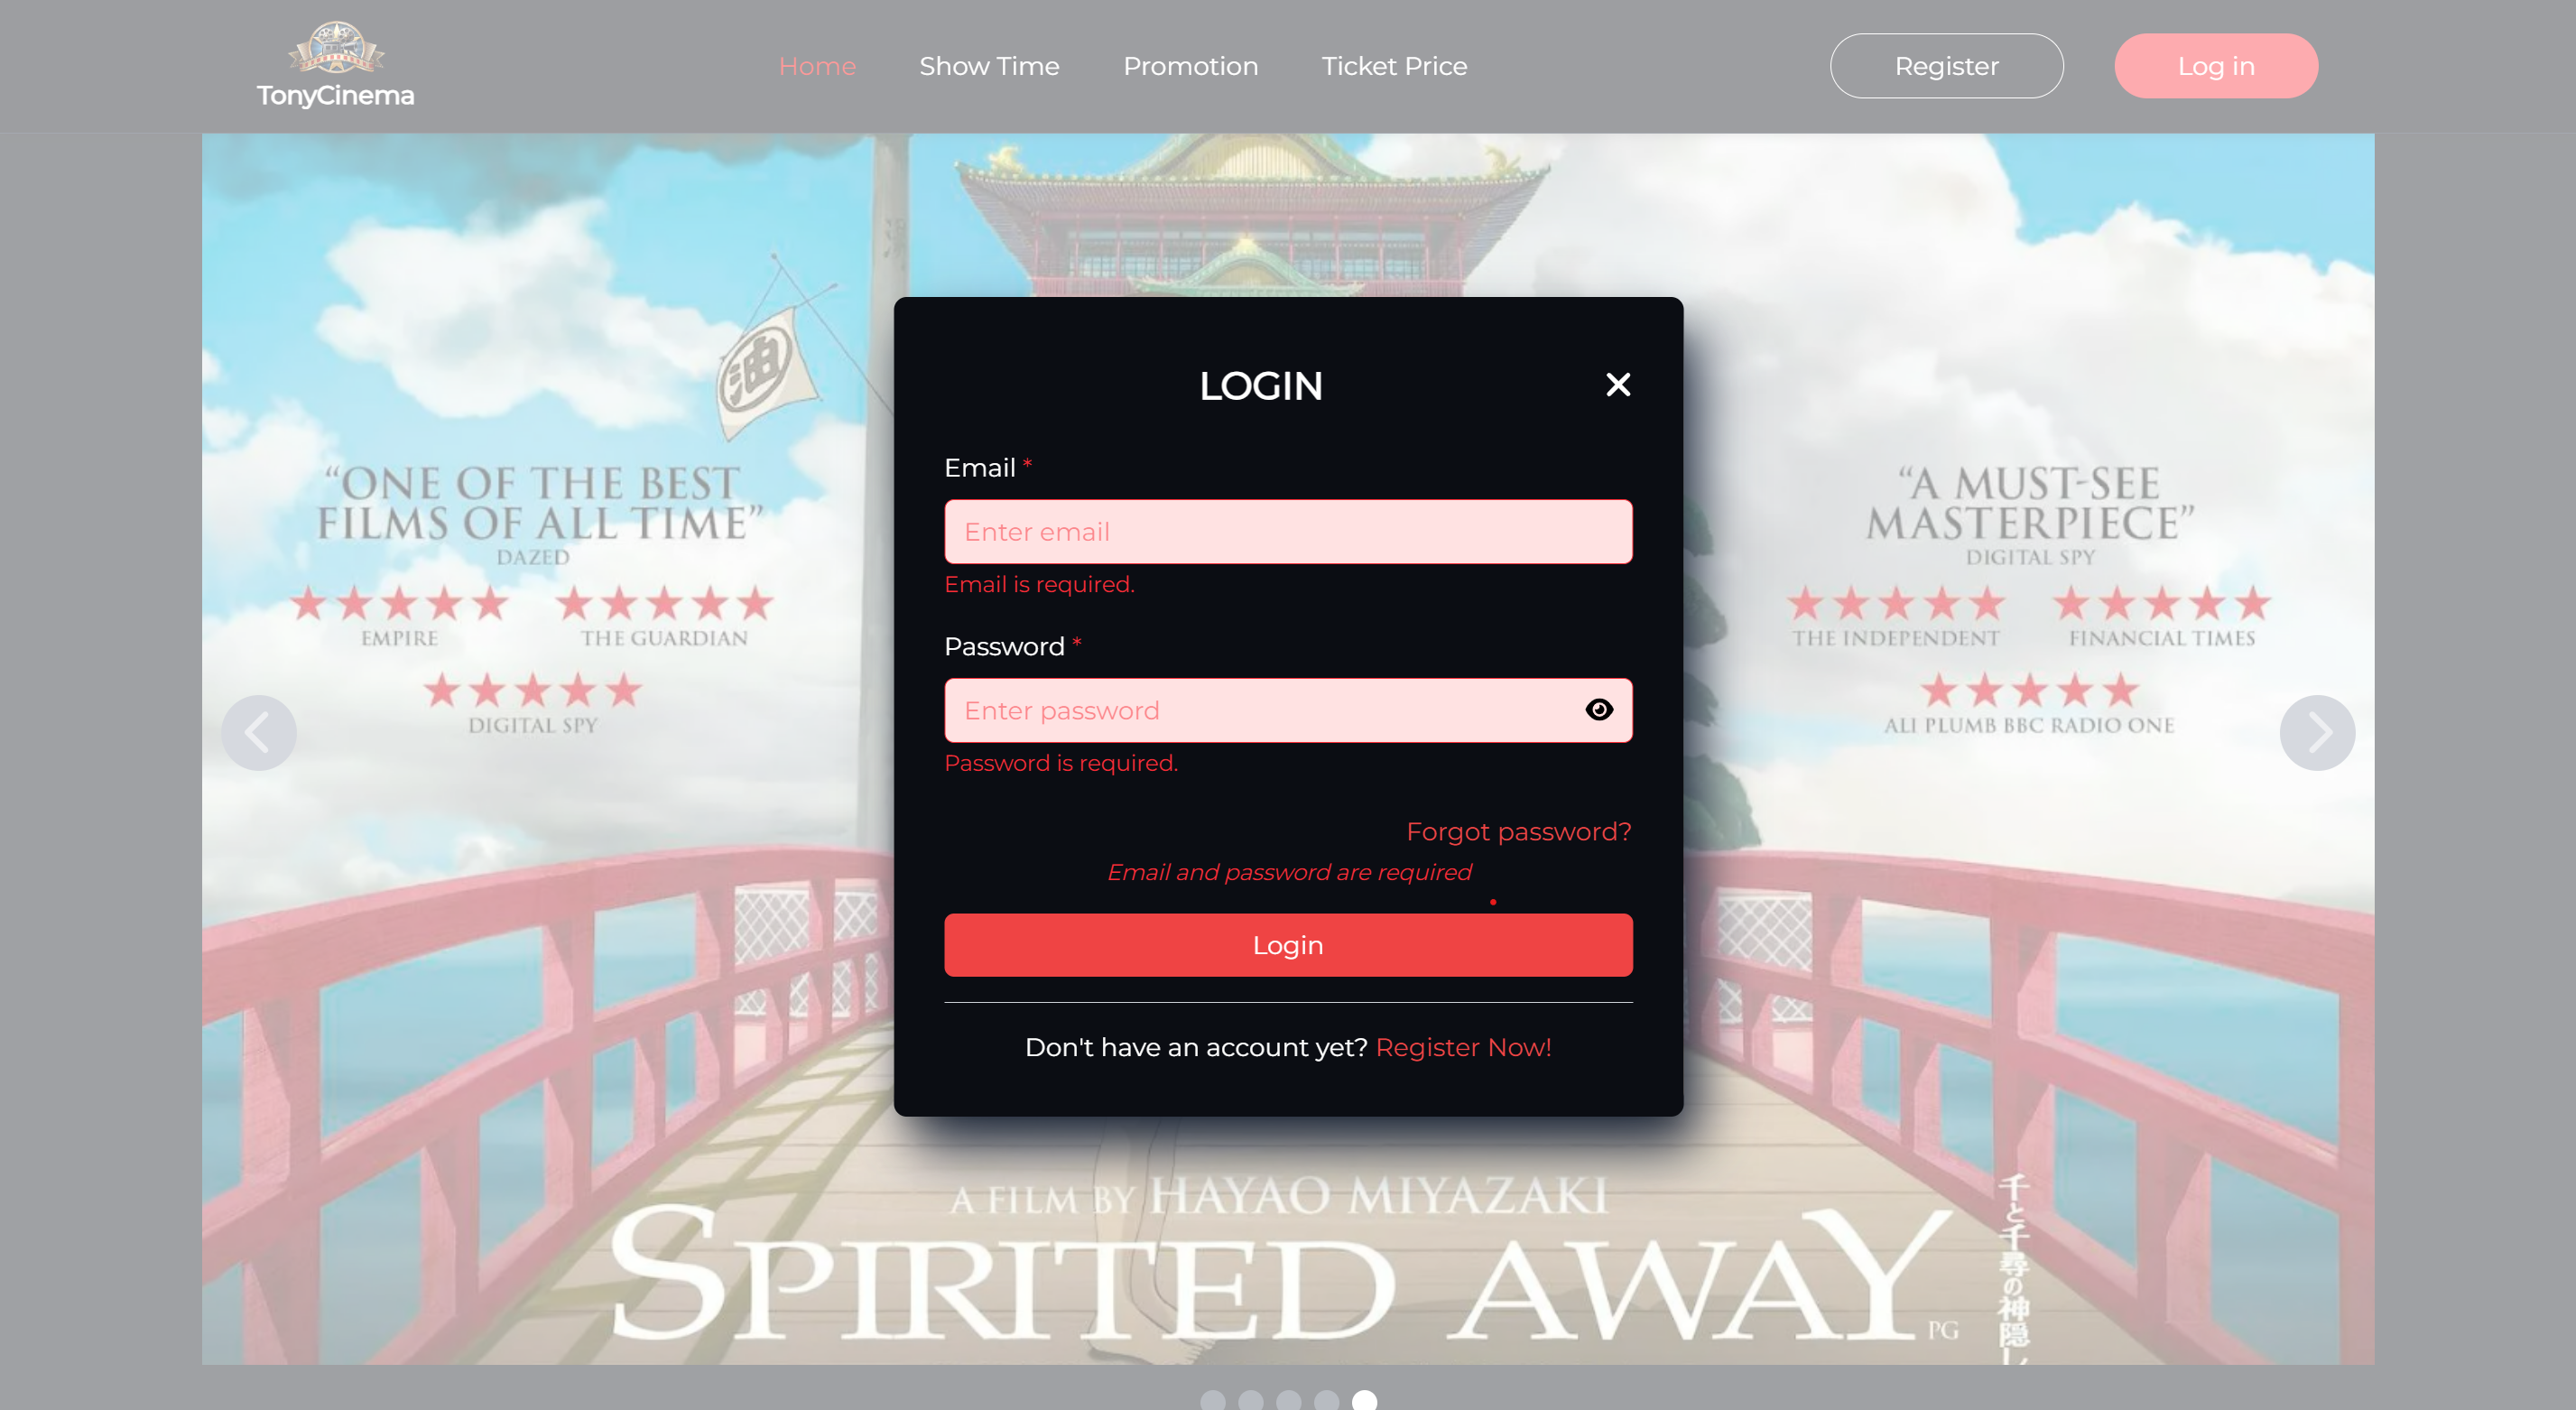 TonyCinema
Home
Show Time
Promotion
Ticket Price
Register
Log in
油
“ONE OF THE BEST
FILMS OF ALL TIME”
DAZED
EMPIRE
THE GUARDIAN
DIGITAL SPY
LOGIN
Email *
Enter email
Email is required.
Password *
Enter password
Password is required.
Forgot password?
Email and password are required
Login
Don't have an account yet? Register Now!
“A MUST-SEE
MASTERPIECE”
DIGITAL SPY
THE INDEPENDENT
FINANCIAL TIMES
ALI PLUMB BBC RADIO ONE
A FILM BY HAYAO MIYAZAKI
SPIRITED AWAY
PG
千と千尋の神隠し